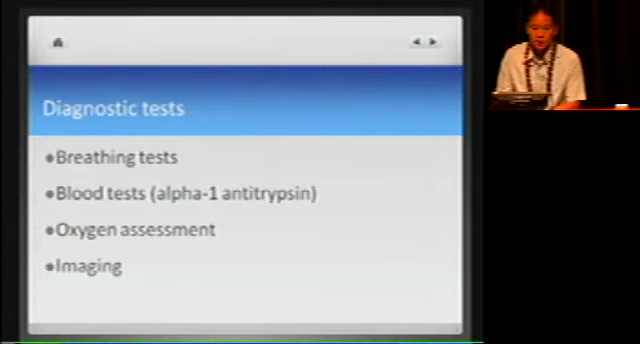 Diagnostic tests
●Breathing tests
●Blood tests (alpha-1 antitrypsin)
●Oxygen assessment
●Imaging